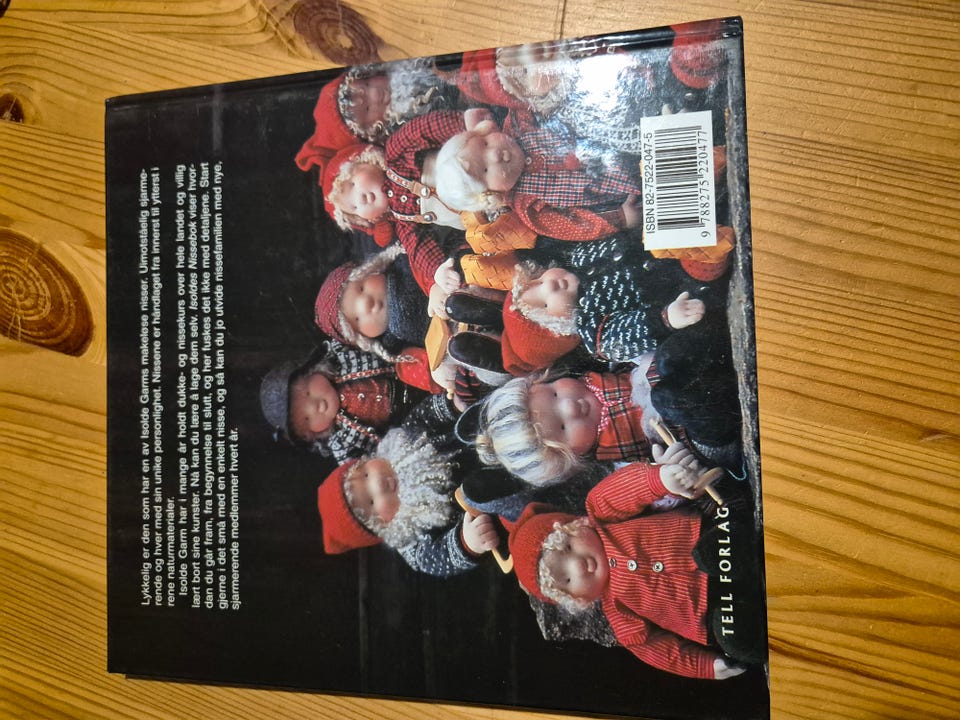 Lykkelig er den som har en av Isolde Garms makeløse nisser. Uimotståelig sjarme-
rende og hver med sin unike personlighet. Nissene er håndlaget fra innerst til ytterst i
rene naturmaterialer.
Isolde Garm har i mange år holdt dukke- og nissekurs over hele landet og villig
lært bort sine kunster. Nå kan du lære å lage dem selv. Isoldes Nissebok viser hvor-
dan du går fram, fra begynnelse til slutt, og her fuskes det ikke med detaljene. Start
gjerne i det små med en enkelt nisse, og så kan du jo utvide nissefamilien med nye,
sjarmerende medlemmer hvert år.
TELL FORLAG
ISBN 82-7522-047-5
9 788275 220477